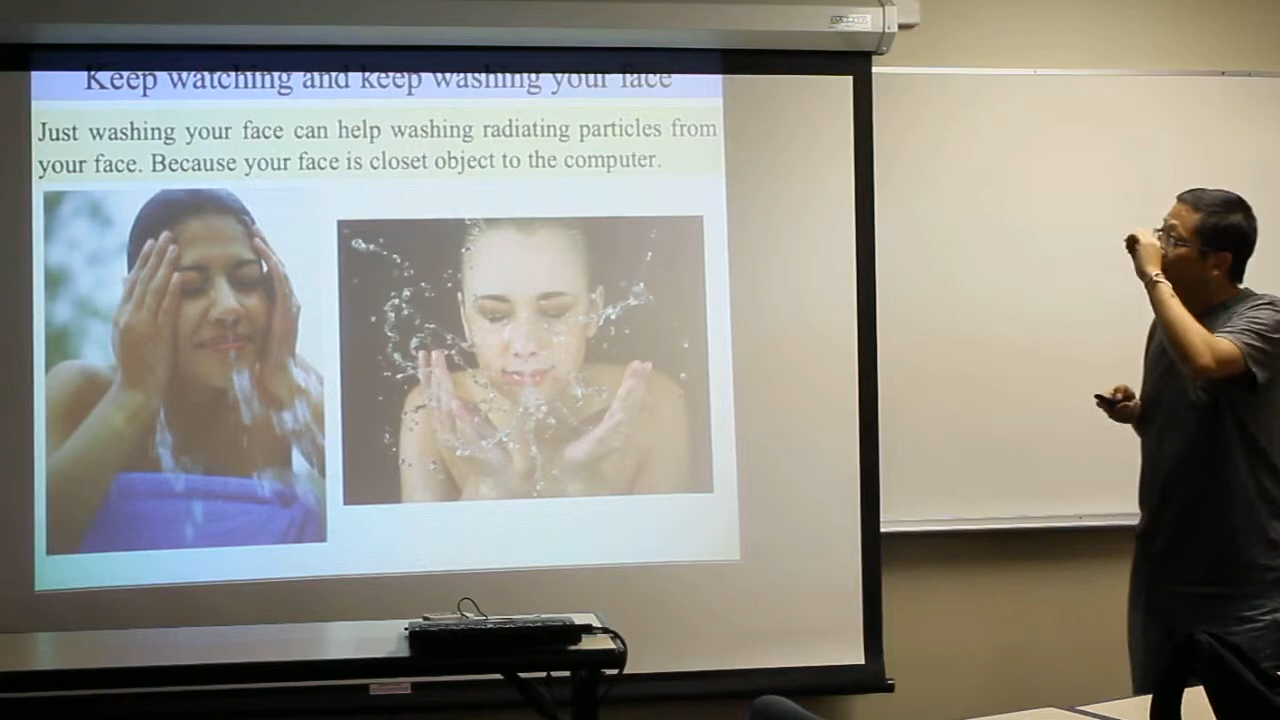 Keep watching and keep washing your face
Just washing your face can help washing radiating particles from
your face. Because your face is closet object to the computer.